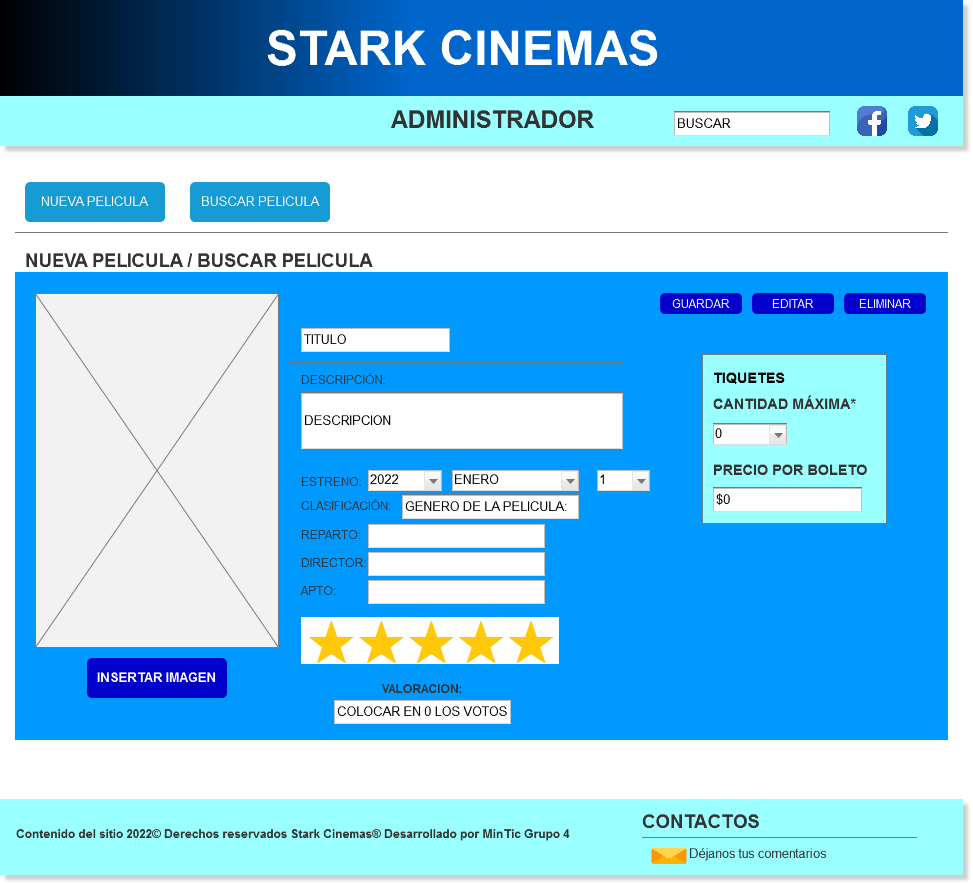 STARK CINEMAS
ADMINISTRADOR
BUSCAR
NUEVA PELICULA
BUSCAR PELICULA
NUEVA PELICULA / BUSCAR PELICULA
GUARDAR
EDITAR
ELIMINAR
TITULO
DESCRIPCIÓN:
DESCRIPCION
ESTRENO: 2022 ENERO 1
CLASIFICACIÓN: GENERO DE LA PELICULA:
REPARTO:
DIRECTOR:
APTO:
VALORACION:
COLOCAR EN 0 LOS VOTOS
INSERTAR IMAGEN
TIQUETES
CANTIDAD MÁXIMA*
0
PRECIO POR BOLETO
$0
Contenido del sitio 2022© Derechos reservados Stark Cinemas® Desarrollado por MinTic Grupo 4
CONTACTOS
Déjanos tus comentarios